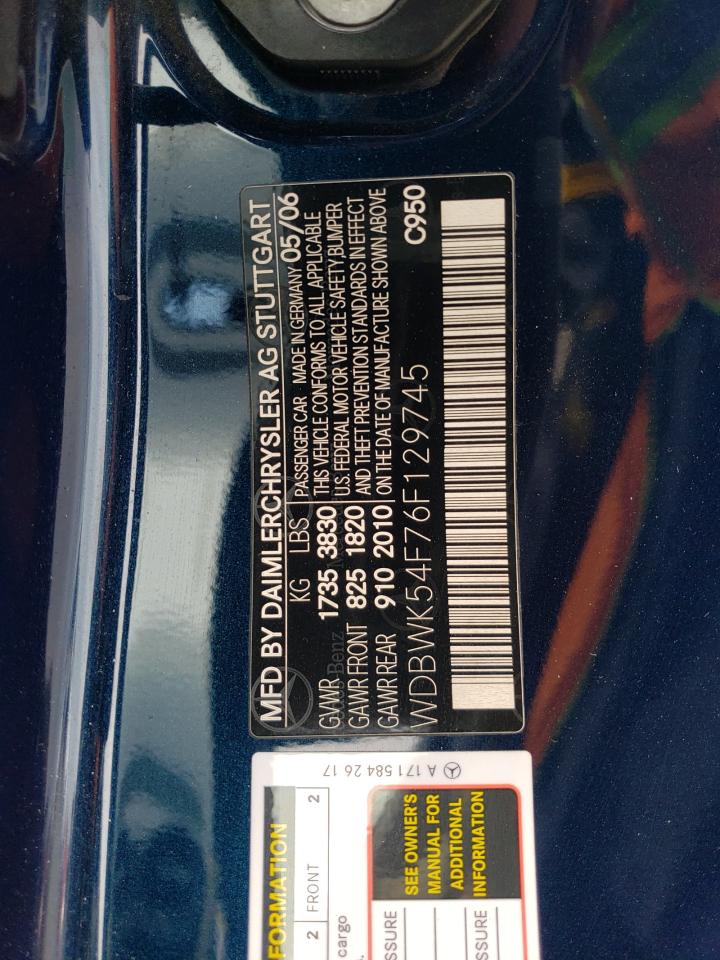 MFD BY DAIMLERCHRYSLER AG STUTTGART
KG LBS PASSENGER CAR MADE IN GERMANY 05/06
GVWR 1735 3830 THIS VEHICLE CONFORMS TO ALL APPLICABLE
GAWR FRONT 825 1820 U.S. FEDERAL MOTOR VEHICLE SAFETY, BUMPER
GAWR REAR 910 2010 AND THEFT PREVENTION STANDARDS IN EFFECT
ON THE DATE OF MANUFACTURE SHOWN ABOVE
WDBWK54F76F129745 C950
A 171 584 26 17
FORMATION
2 FRONT 2
cargo
SEE OWNER'S
MANUAL FOR
ADDITIONAL
INFORMATION
SSURE
SSURE